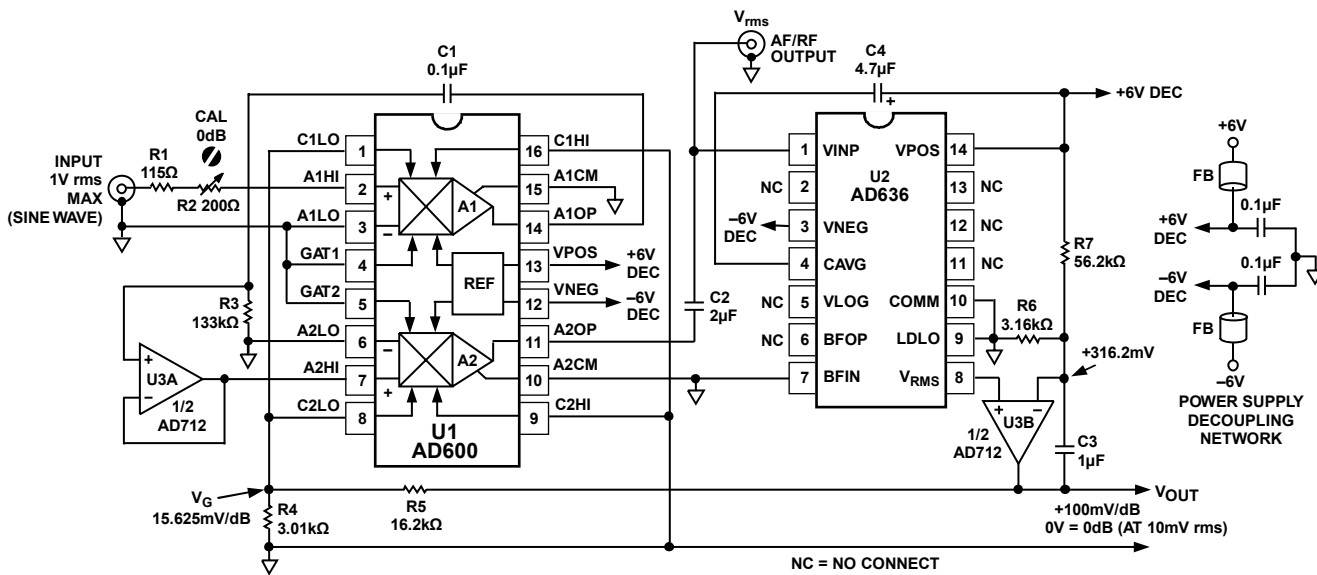 V_rms
AF/RF
OUTPUT
C1
0.1µF
C4
4.7µF
+
+6V DEC
CAL
0dB
INPUT
1V rms
MAX
(SINE WAVE)
R1
115Ω
R2 200Ω
C1LO
A1HI
A1LO
GAT1
GAT2
A2LO
A2HI
C2LO
1
2
3
4
5
6
7
8
+
–
A1
REF
–
A2
+
U1
AD600
16
15
14
13
12
11
10
9
C1HI
A1CM
A1OP
VPOS
VNEG
A2OP
A2CM
C2HI
+6V
DEC
–6V
DEC
R3
133kΩ
+
U3A
–
1/2
AD712
C2
2µF
NC
–6V
DEC
NC
NC
1
2
3
4
5
6
7
VINP
VNEG
CAVG
VLOG
BFOP
BFIN
U2
AD636
VPOS
COMM
LDLO
V_RMS
14
13
12
11
10
9
8
NC
NC
NC
R7
56.2kΩ
R6
3.16kΩ
+316.2mV
+ –
U3B
1/2
AD712
C3
1µF
+6V
FB
0.1µF
+6V
DEC
0.1µF
–6V
DEC
FB
–6V
POWER SUPPLY
DECOUPLING
NETWORK
V_G
15.625mV/dB
R4
3.01kΩ
R5
16.2kΩ
V_OUT
+100mV/dB
0V = 0dB (AT 10mV rms)
NC = NO CONNECT